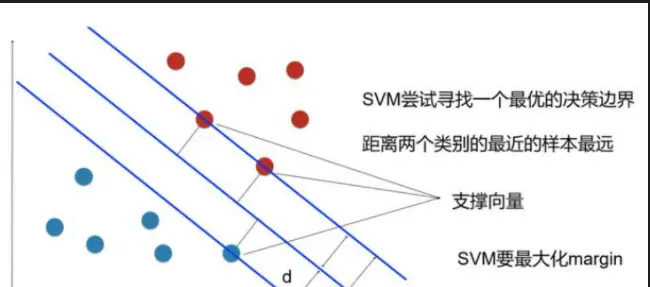 SVM尝试寻找一个最优的决策边界
距离两个类别的最近的样本最远
支撑向量
SVM要最大化margin
d